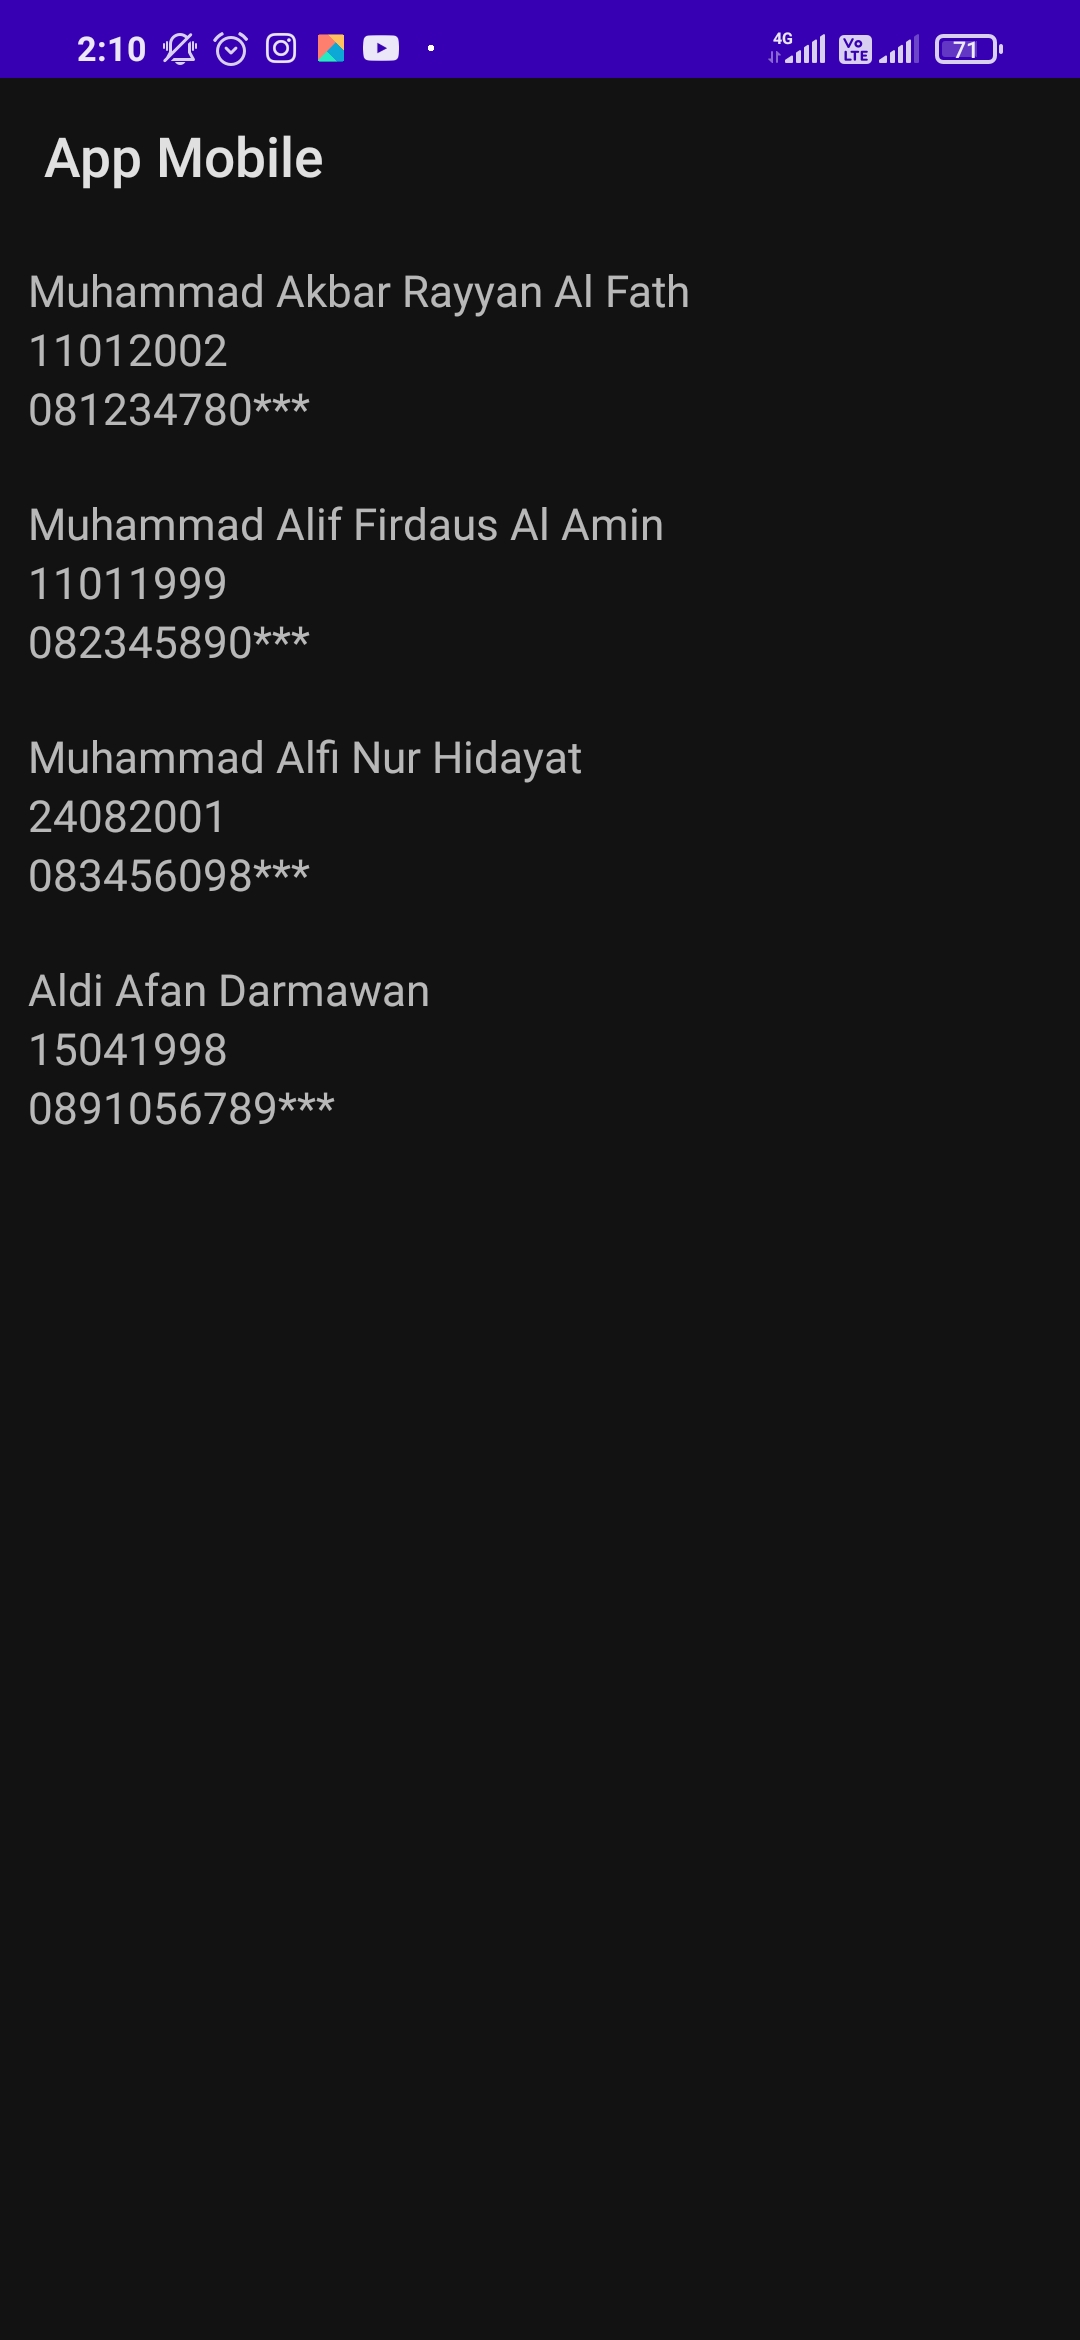 2:10
4G
Vo
LTE
71
App Mobile
Muhammad Akbar Rayyan Al Fath
11012002
081234780***
Muhammad Alif Firdaus Al Amin
11011999
082345890***
Muhammad Alfi Nur Hidayat
24082001
083456098***
Aldi Afan Darmawan
15041998
0891056789***